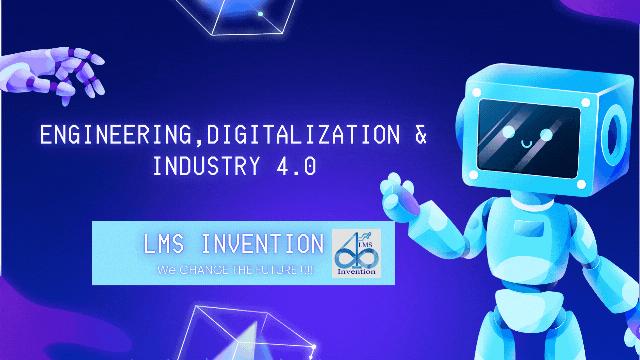 ENGINEERING,DIGITALIZATION &
INDUSTRY 4.0
LMS INVENTION
We CHANGE THE FUTURE !!!!
LMS
Invention